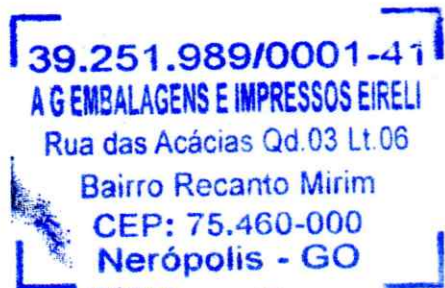 39.251.989/0001-41
A G EMBALAGENS E IMPRESSOS EIRELI
Rua das Acácias Qd.03 Lt.06
Bairro Recanto Mirim
CEP: 75.460-000
Nerópolis - GO